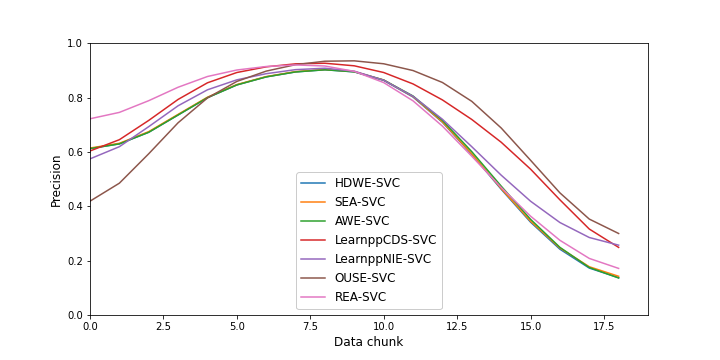 1.0
0.8
0.6
0.4
0.2
0.0
Precision
HDWE-SVC
SEA-SVC
AWE-SVC
LearnppCDS-SVC
LearnppNIE-SVC
OUSE-SVC
REA-SVC
0.0 2.5 5.0 7.5 10.0 12.5 15.0 17.5
Data chunk